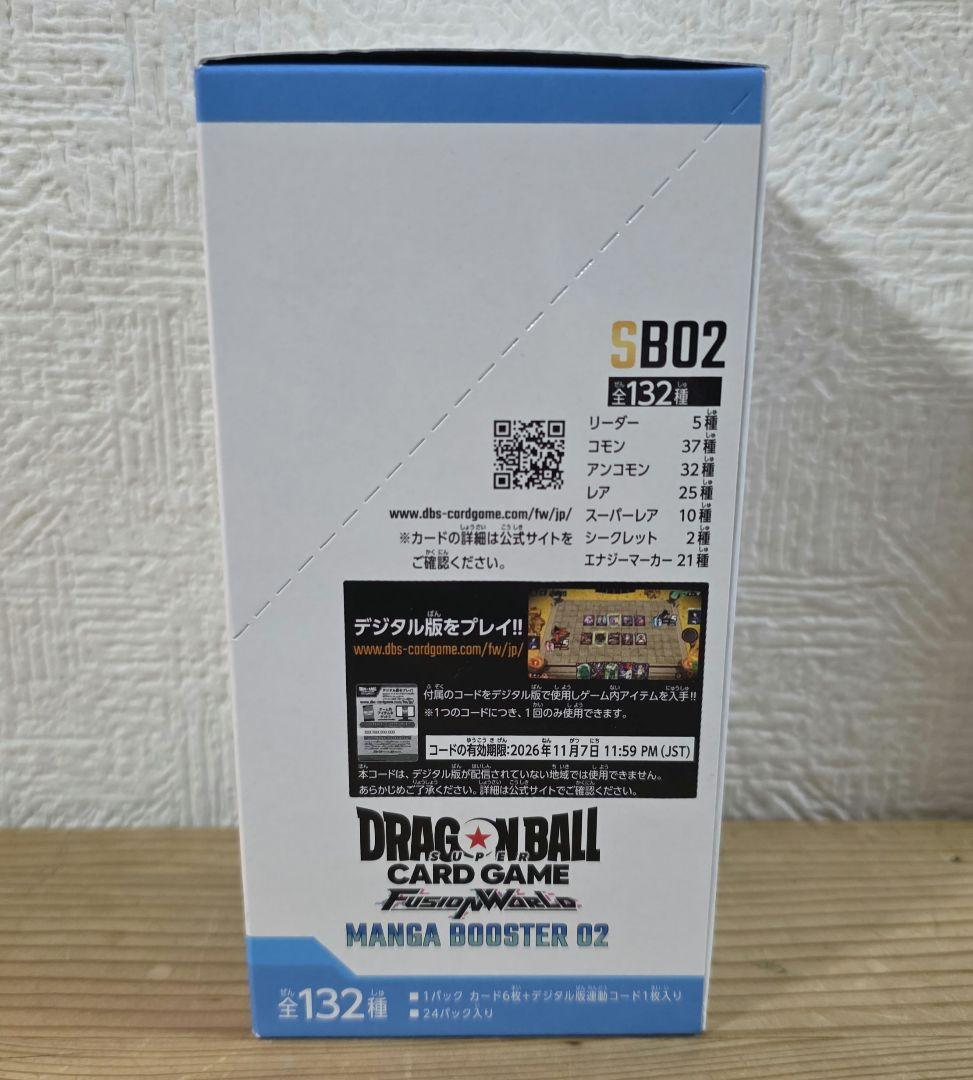 SB02
全132種
リーダー 5種
コモン 37種
アンコモン 32種
レア 25種
スーパーレア 10種
シークレット 2種
エナジーマーカー 21種
www.dbs-cardgame.com/fw/jp/
※カードの詳細は公式サイトを
ご確認ください。
デジタル版をプレイ!!
www.dbs-cardgame.com/fw/jp/
付属のコードをデジタル版で使用しゲーム内アイテムを入手!!
※1つのコードにつき、1回のみ使用できます。
コードの有効期限:2026年11月7日 11:59 PM (JST)
本コードは、デジタル版が配信されていない地域では使用できません。
あらかじめご了承ください。詳細は公式サイトでご確認ください。
DRAGON BALL
SUPER
CARD GAME
FUSION WORLD
MANGA BOOSTER 02
全132種
■1パック カード6枚+デジタル版連動コード1枚入り
■24パック入り